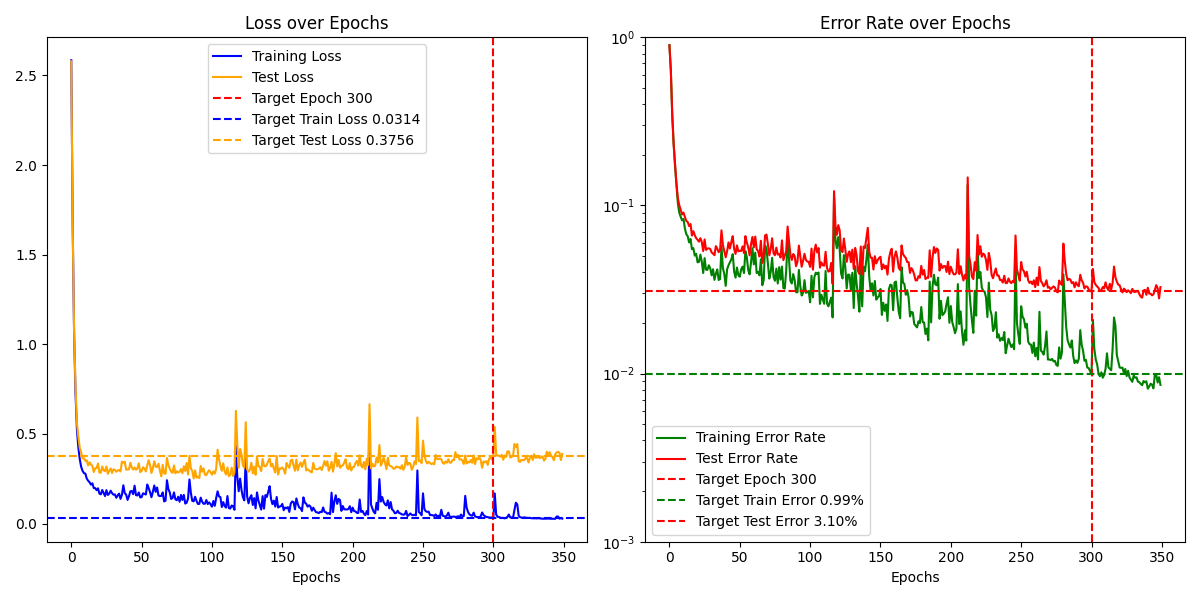 Loss over Epochs
2.5
2.0
1.5
1.0
0.5
0.0
Training Loss
Test Loss
Target Epoch 300
Target Train Loss 0.0314
Target Test Loss 0.3756
0 50 100 150 200 250 300 350
Epochs
Error Rate over Epochs
10^0
10^-1
10^-2
10^-3
Training Error Rate
Test Error Rate
Target Epoch 300
Target Train Error 0.99%
Target Test Error 3.10%
0 50 100 150 200 250 300 350
Epochs